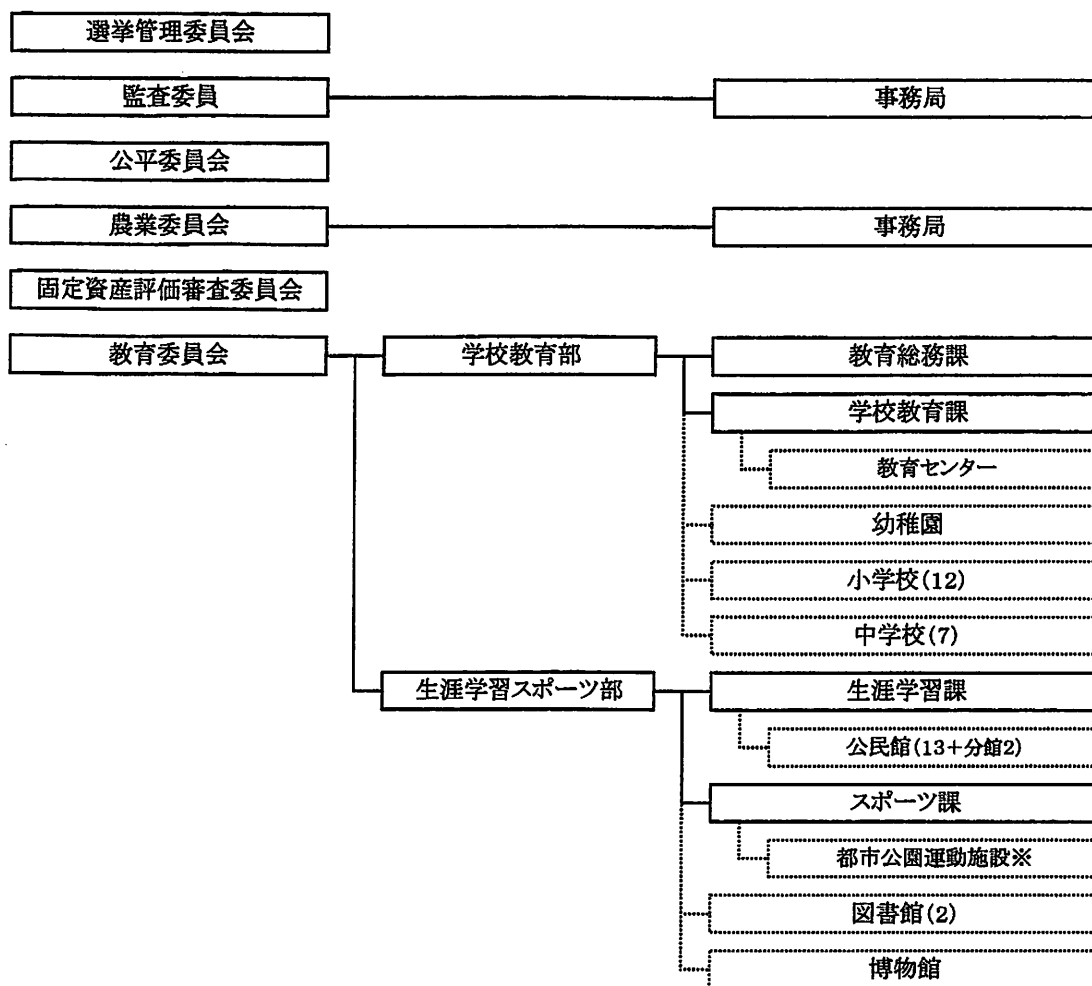 選挙管理委員会
監査委員
事務局
公平委員会
農業委員会
事務局
固定資産評価審査委員会
教育委員会
学校教育部
教育総務課
学校教育課
教育センター
幼稚園
小学校(12)
中学校(7)
生涯学習スポーツ部
生涯学習課
公民館(13+分館2)
スポーツ課
都市公園運動施設※
図書館(2)
博物館